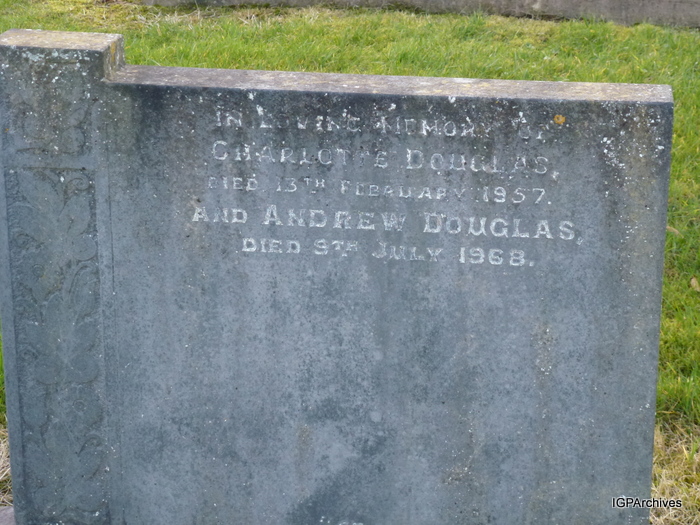 IN LOVING MEMORY OF
CHARLOTTE DOUGLAS,
DIED 13TH FEBRUARY 1957.
AND ANDREW DOUGLAS,
DIED 9TH JULY 1968.
IGPArchives